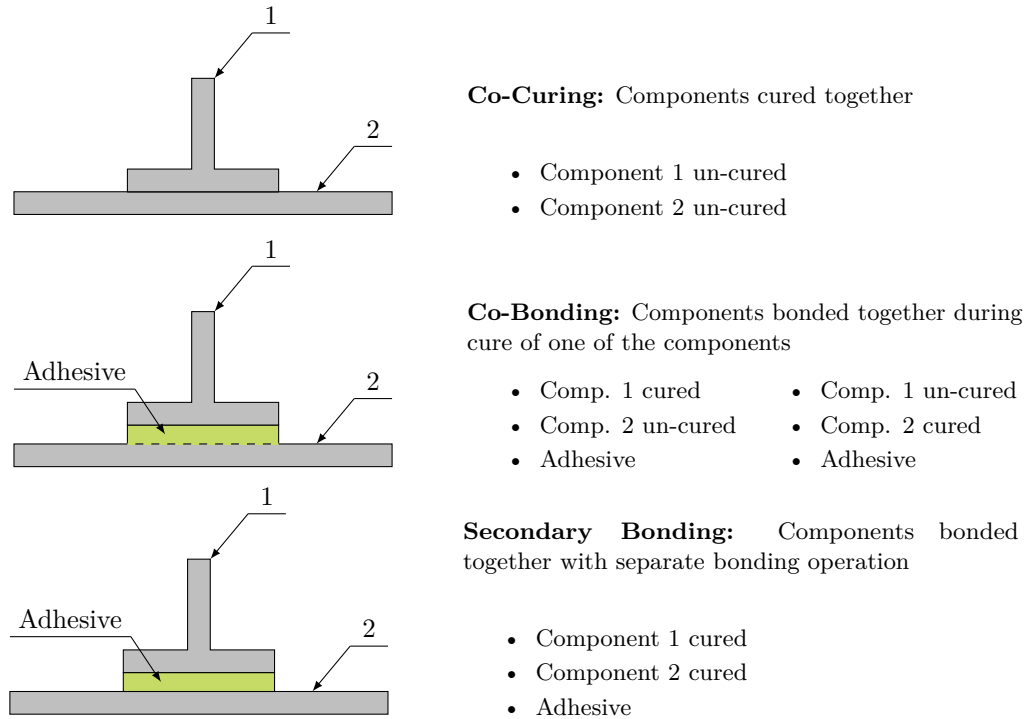 1
2
Co-Curing: Components cured together
• Component 1 un-cured
• Component 2 un-cured
1
Adhesive
2
Co-Bonding: Components bonded together during
cure of one of the components
• Comp. 1 cured
• Comp. 2 un-cured
• Adhesive
• Comp. 1 un-cured
• Comp. 2 cured
• Adhesive
1
Adhesive
2
Secondary Bonding: Components bonded
together with separate bonding operation
• Component 1 cured
• Component 2 cured
• Adhesive